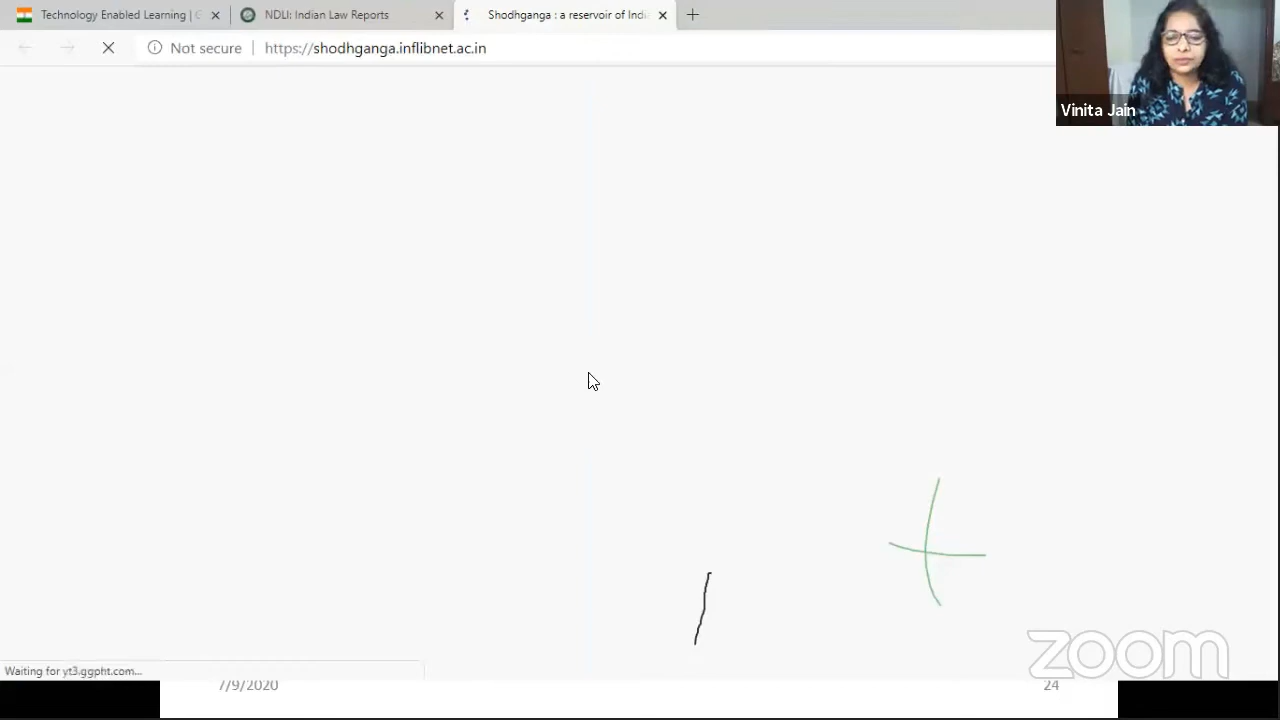 Technology Enabled Learning | G
NDLI: Indian Law Reports
Shodhganga : a reservoir of India
Not secure
https://shodhganga.inflibnet.ac.in
Vinita Jain
Waiting for yt3.ggpht.com...
zoom
7/9/2020
24